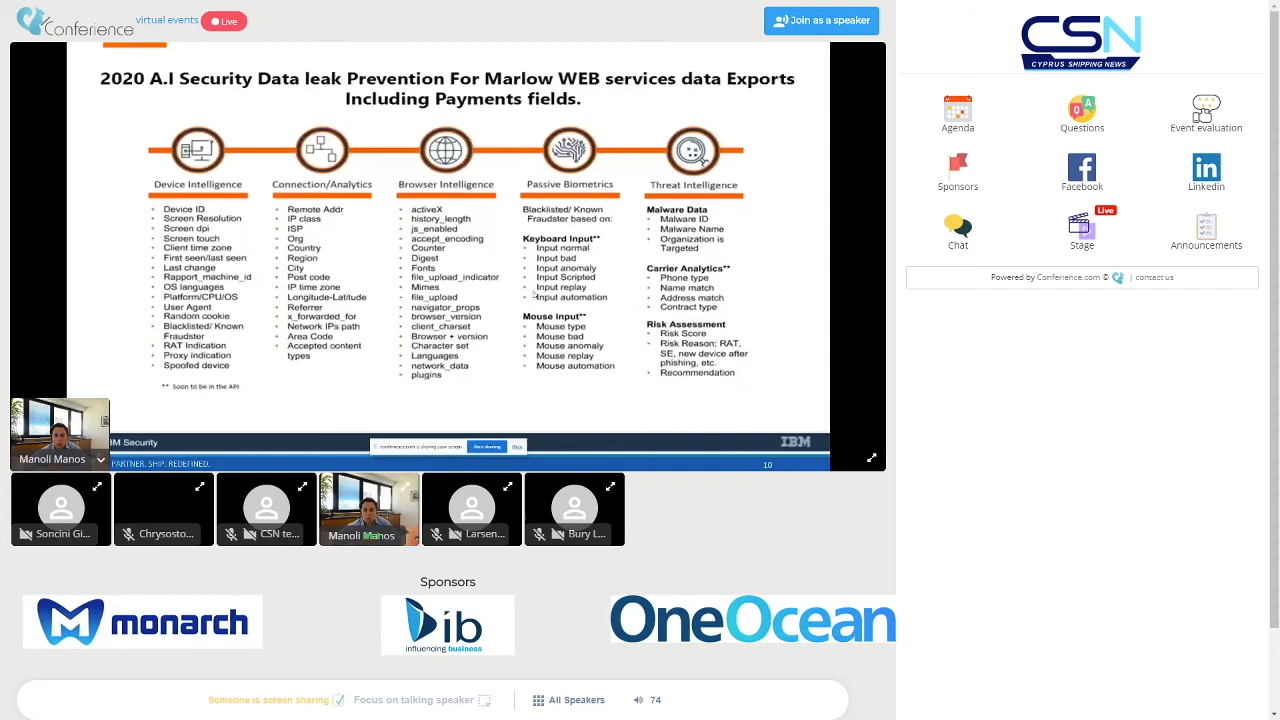 Conference
virtual events
Live
Join as a speaker
2020 A.I Security Data leak Prevention For Marlow WEB services data Exports
Including Payments fields.
Device Intelligence
Device ID
Screen Resolution
Screen dpi
Screen touch
Client time zone
First seen/last seen
Last change
Rapport_machine_id
OS languages
Platform/CPU/OS
User Agent
Random cookie
Blacklisted/ Known
Fraudster
RAT Indication
Proxy indication
Spoofed device
** Soon to be in the API
Connection/Analytics
Remote Addr
IP class
ISP
Org
Country
Region
City
Post code
IP time zone
Longitude-Latitude
Referrer
x_forwarded_for
Network IPs path
Area Code
Accepted content
types
Browser Intelligence
activeX
history_length
js_enabled
accept_encoding
Counter
Digest
Fonts
file_upload_indicator
Mimes
file_upload
navigator_props
browser_version
client_charset
Browser + version
Character set
Languages
network_data
plugins
Passive Biometrics
Blacklisted/ Known
Fraudster based on:
Keyboard Input**
Input normal
Input bad
Input anomaly
Input Scripted
Input replay
Input automation
Mouse Input**
Mouse type
Mouse bad
Mouse anomaly
Mouse replay
Mouse automation
Threat Intelligence
Malware Data
Malware ID
Malware Name
Organization is
Targeted
Carrier Analytics**
Phone type
Name match
Address match
Contract type
Risk Assessment
Risk Score
Risk Reason; RAT,
SE, new device after
phishing, etc.
Recommendation
BM Security
conference.com is sharing your screen.
Stop sharing
Hide
IBM
PARTNER. SHIP. REDEFINED.
10
Manoli Manos
Soncini Gi...
Chrysosto...
CSN te...
Manoli Manos
Larsen...
Bury L...
Sponsors
monarch
Dib
influencing business
OneOcean
Someone is screen sharing
Focus on talking speaker
All Speakers
74
CSN
CYPRUS SHIPPING NEWS
Agenda
Q A
Questions
Event evaluation
Sponsors
Facebook
Linkedin
Chat
Live
Stage
Announcements
Powered by Conference.com © | contact us